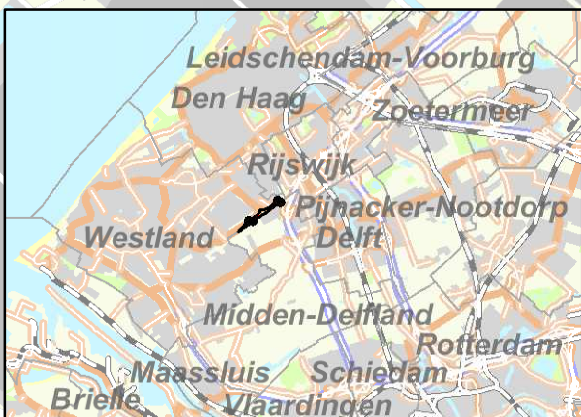 Leidschendam-Voorburg
Den Haag
Zoetermeer
Rijswijk
Pijnacker-Nootdorp
Westland
Delft
Midden-Delfland
Rotterdam
Maassluis
Schiedam
Brielle
Vlaardingen